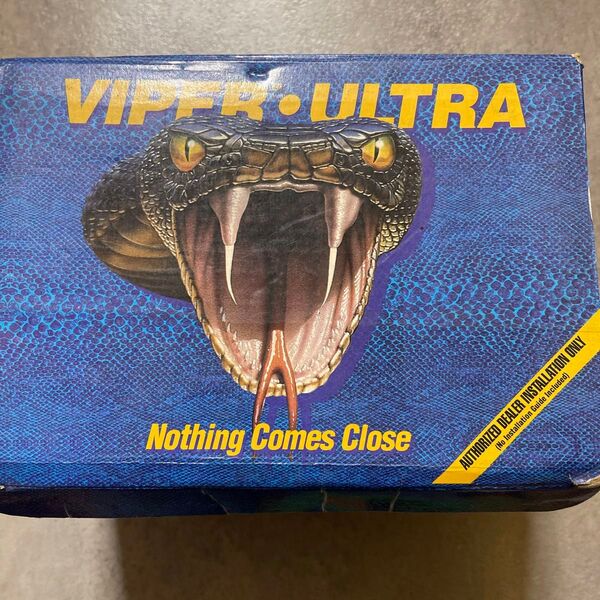 VIPER • ULTRA
Nothing Comes Close
AUTHORIZED DEALER INSTALLATION ONLY
(No Installation Guide Included)